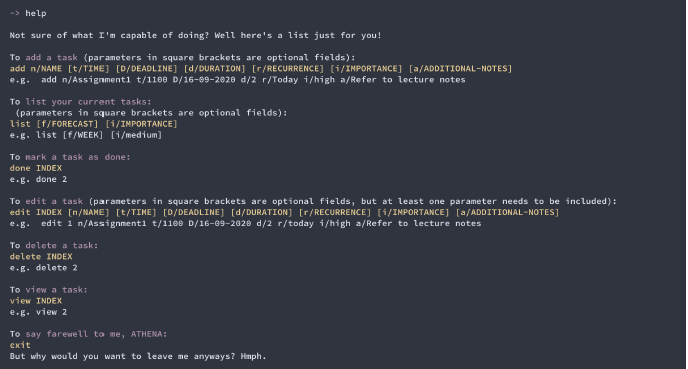 -> help
Not sure of what I'm capable of doing? Well here's a list just for you!
To add a task (parameters in square brackets are optional fields):
add n/NAME [t/TIME] [D/DEADLINE] [d/DURATION] [r/RECURRENCE] [i/IMPORTANCE] [a/ADDITIONAL-NOTES]
e.g.  add n/Assignment1 t/1100 D/16-09-2020 d/2 r/Today i/high a/Refer to lecture notes
To list your current tasks:
 (parameters in square brackets are optional fields):
list [f/FORECAST] [i/IMPORTANCE]
e.g. list [f/WEEK] [i/medium]
To mark a task as done:
done INDEX
e.g. done 2
To edit a task (parameters in square brackets are optional fields, but at least one parameter needs to be included):
edit INDEX [n/NAME] [t/TIME] [D/DEADLINE] [d/DURATION] [r/RECURRENCE] [i/IMPORTANCE] [a/ADDITIONAL-NOTES]
e.g.  edit 1 n/Assignment1 t/1100 D/16-09-2020 d/2 r/today i/high a/Refer to lecture notes
To delete a task:
delete INDEX
e.g. delete 2
To view a task:
view INDEX
e.g. view 2
To say farewell to me, ATHENA:
exit
But why would you want to leave me anyways? Hmph.